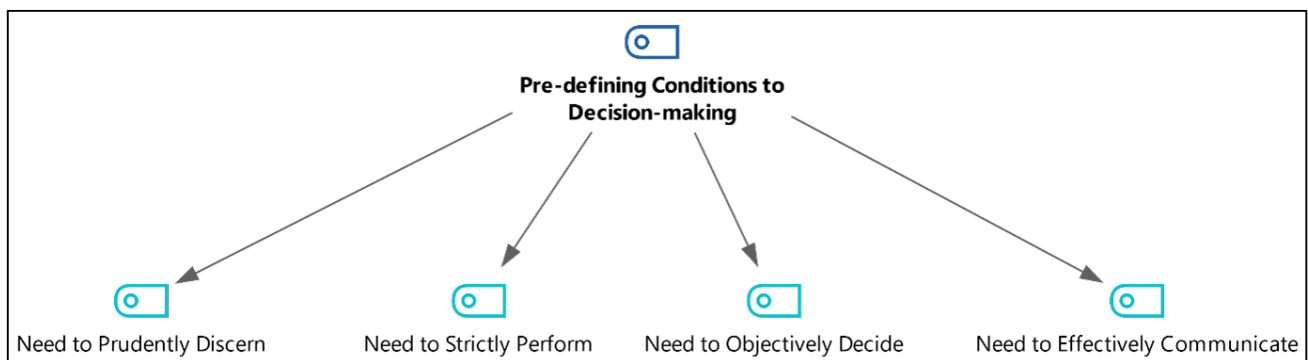 Pre-defining Conditions to
Decision-making
Need to Prudently Discern
Need to Strictly Perform
Need to Objectively Decide
Need to Effectively Communicate